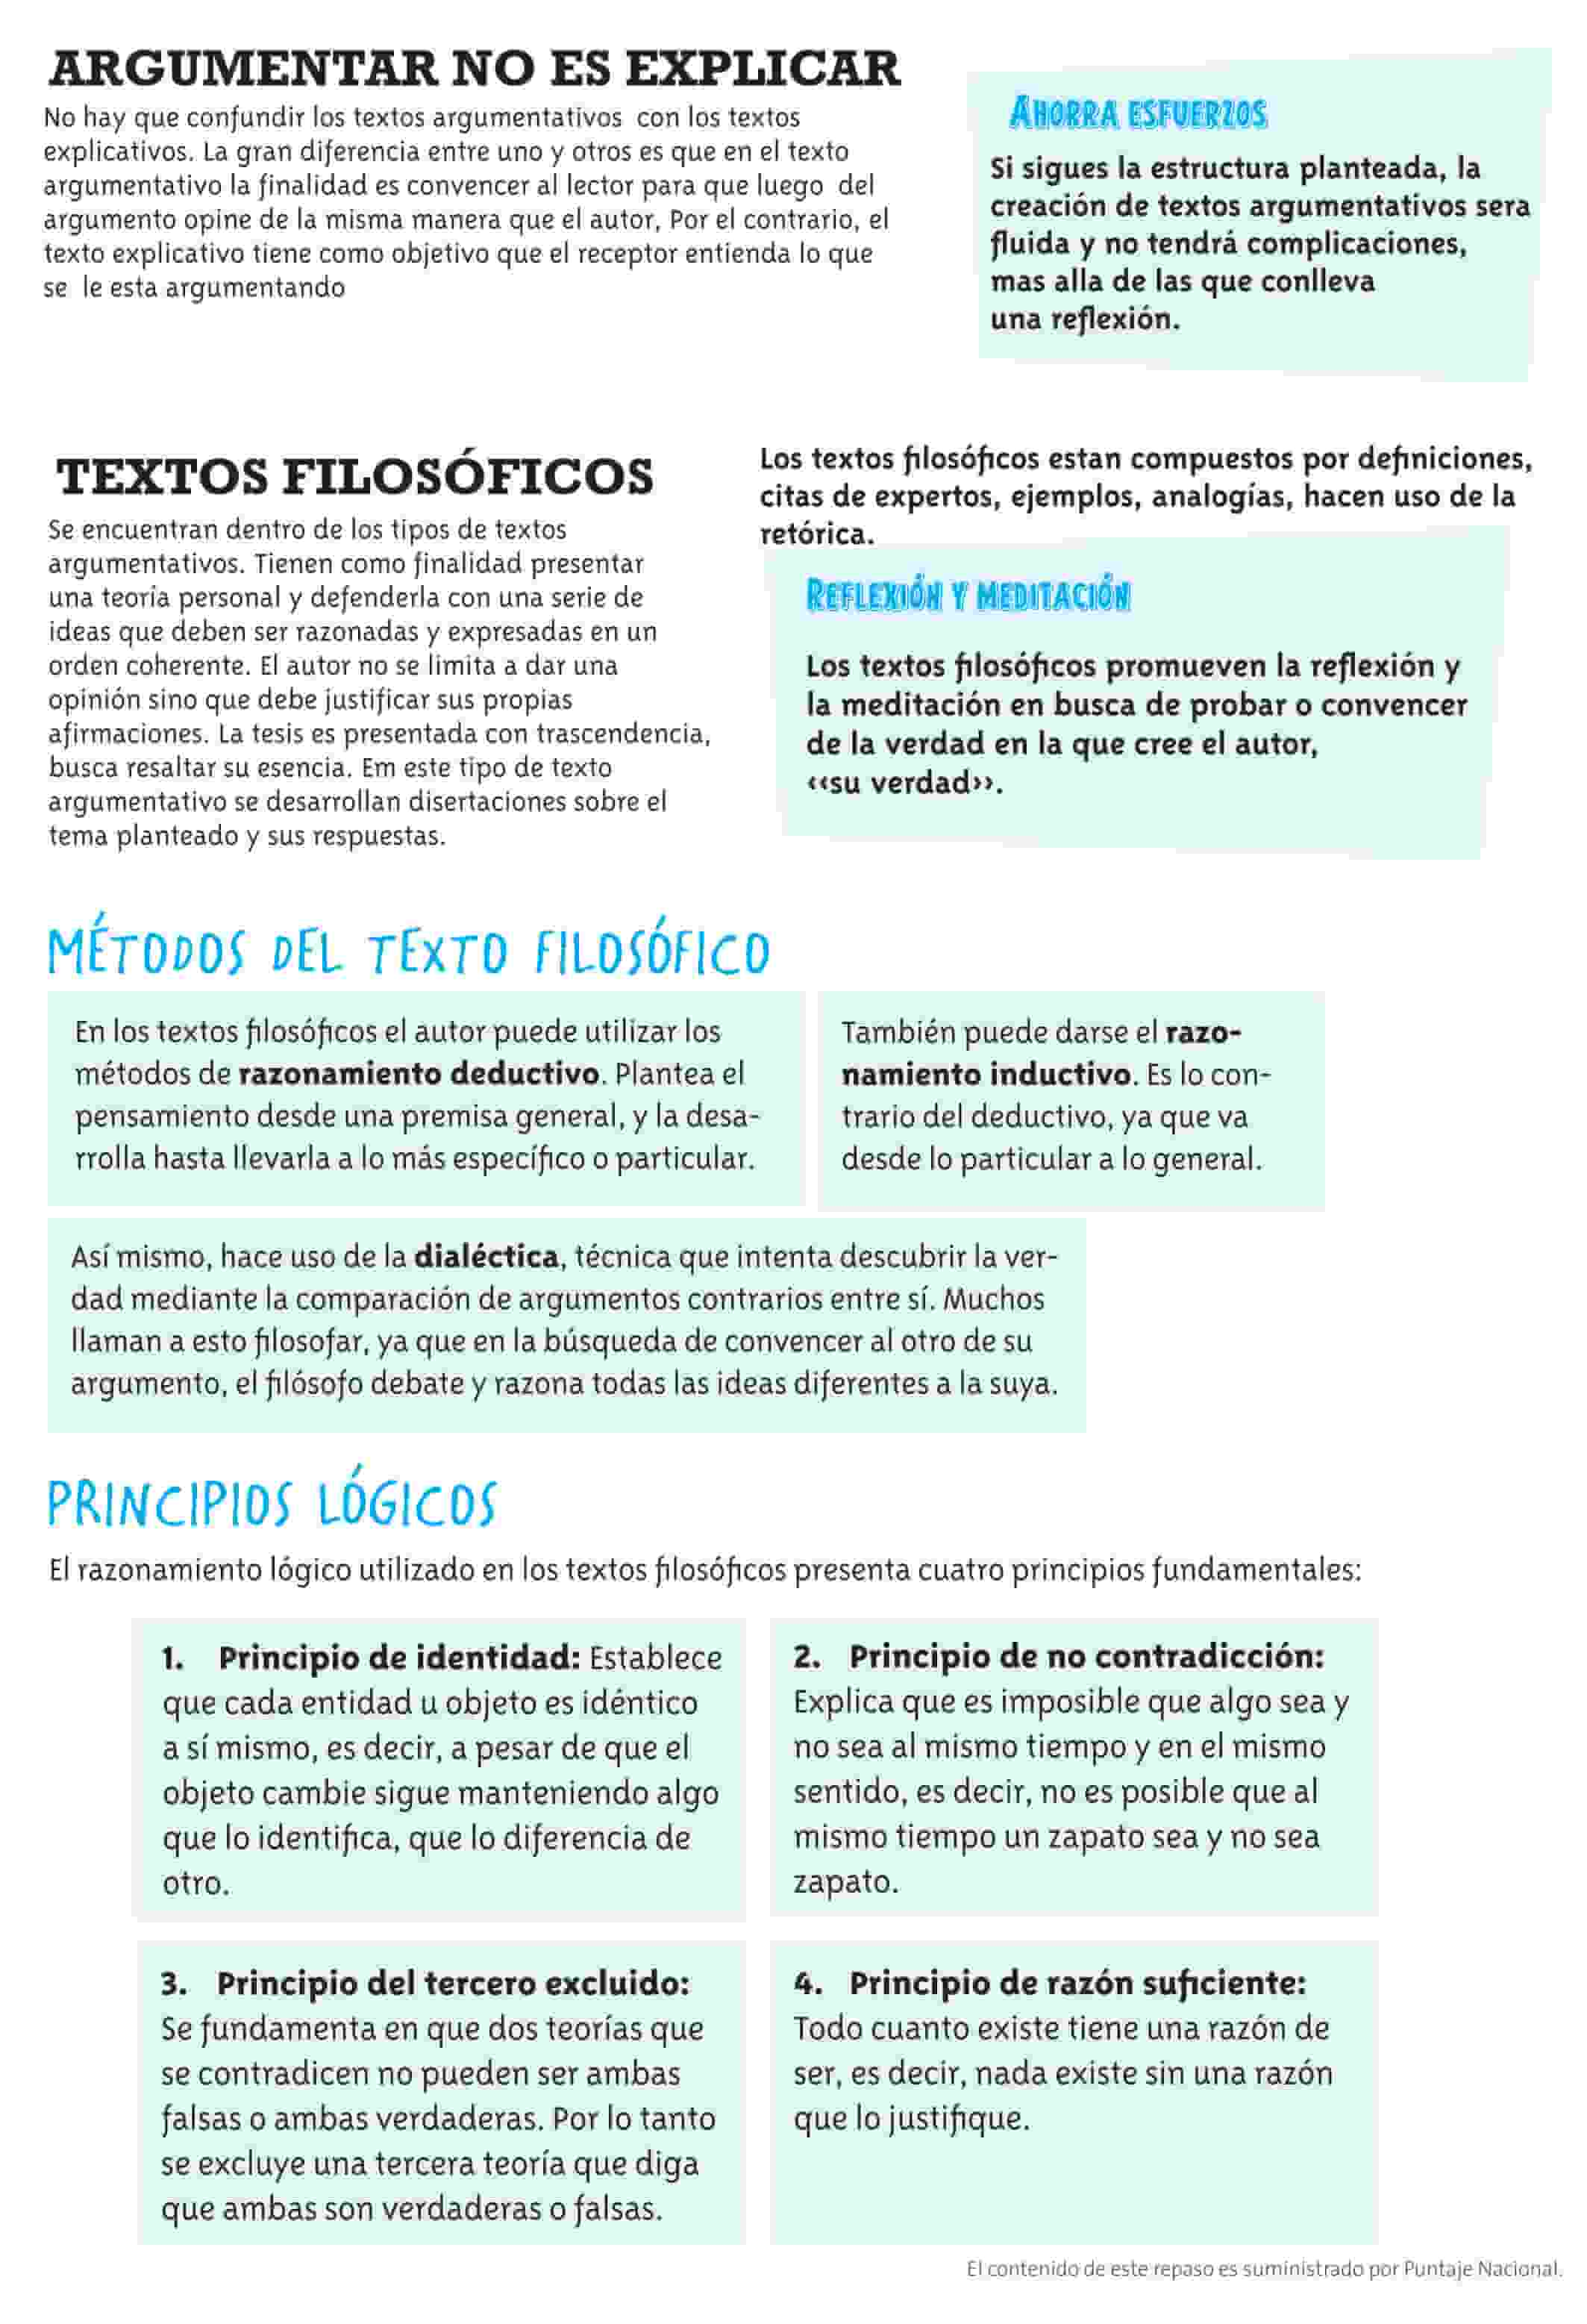 ARGUMENTAR NO ES EXPLICAR
No hay que confundir los textos argumentativos con los textos
explicativos. La gran diferencia entre uno y otros es que en el texto
argumentativo la finalidad es convencer al lector para que luego del
argumento opine de la misma manera que el autor, Por el contrario, el
texto explicativo tiene como objetivo que el receptor entienda lo que
se le esta argumentando
AHORRA ESFUERZOS
Si sigues la estructura planteada, la
creación de textos argumentativos sera
fluida y no tendrá complicaciones,
mas alla de las que conlleva
una reflexión.
TEXTOS FILOSÓFICOS
Se encuentran dentro de los tipos de textos
argumentativos. Tienen como finalidad presentar
una teoría personal y defenderla con una serie de
ideas que deben ser razonadas y expresadas en un
orden coherente. El autor no se limita a dar una
opinión sino que debe justificar sus propias
afirmaciones. La tesis es presentada con trascendencia,
busca resaltar su esencia. Em este tipo de texto
argumentativo se desarrollan disertaciones sobre el
tema planteado y sus respuestas.
Los textos filosóficos estan compuestos por definiciones,
citas de expertos, ejemplos, analogías, hacen uso de la
retórica.
REFLEXIÓN Y MEDITACIÓN
Los textos filosóficos promueven la reflexión y
la meditación en busca de probar o convencer
de la verdad en la que cree el autor,
‹‹su verdad››.
MÉTODOS DEL TEXTO FILOSÓFICO
En los textos filosóficos el autor puede utilizar los
métodos de razonamiento deductivo. Plantea el
pensamiento desde una premisa general, y la desa-
rrolla hasta llevarla a lo más específico o particular.
También puede darse el razo-
namiento inductivo. Es lo con-
trario del deductivo, ya que va
desde lo particular a lo general.
Así mismo, hace uso de la dialéctica, técnica que intenta descubrir la ver-
dad mediante la comparación de argumentos contrarios entre sí. Muchos
llaman a esto filosofar, ya que en la búsqueda de convencer al otro de su
argumento, el filósofo debate y razona todas las ideas diferentes a la suya.
PRINCIPIOS LÓGICOS
El razonamiento lógico utilizado en los textos filosóficos presenta cuatro principios fundamentales:
1. Principio de identidad: Establece
que cada entidad u objeto es idéntico
a sí mismo, es decir, a pesar de que el
objeto cambie sigue manteniendo algo
que lo identifica, que lo diferencia de
otro.
2. Principio de no contradicción:
Explica que es imposible que algo sea y
no sea al mismo tiempo y en el mismo
sentido, es decir, no es posible que al
mismo tiempo un zapato sea y no sea
zapato.
3. Principio del tercero excluido:
Se fundamenta en que dos teorías que
se contradicen no pueden ser ambas
falsas o ambas verdaderas. Por lo tanto
se excluye una tercera teoría que diga
que ambas son verdaderas o falsas.
4. Principio de razón suficiente:
Todo cuanto existe tiene una razón de
ser, es decir, nada existe sin una razón
que lo justifique.
El contenido de este repaso es suministrado por Puntaje Nacional.